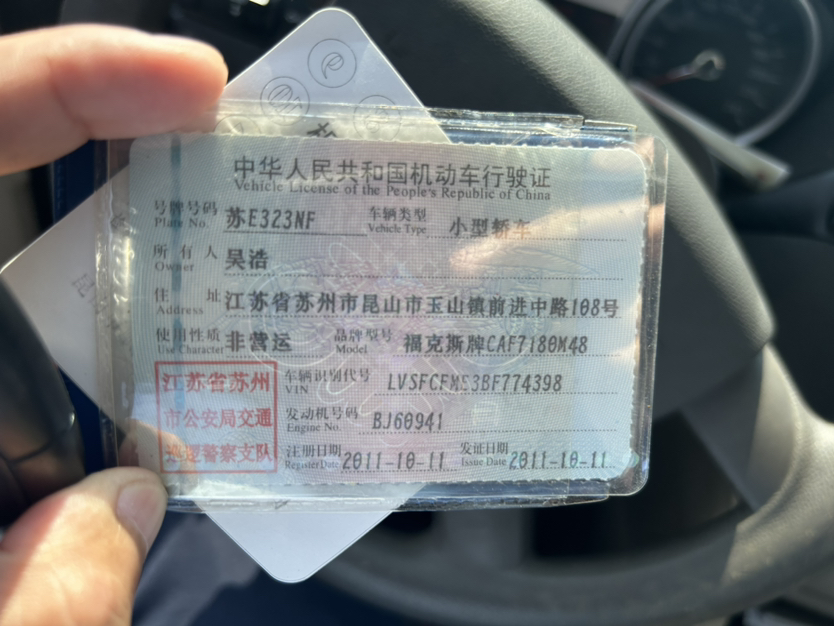 中华人民共和国机动车行驶证
Vehicle License of the People's Republic of China
号牌号码 苏E323NF 车辆类型 小型轿车
Plate No. Vehicle Type
所有人 吴浩
Owner
住址 江苏省苏州市昆山市玉山镇前进中路108号
Address
使用性质 非营运 品牌型号 福克斯牌CAF7180M48
Use Character Model
江苏省苏州 车辆识别代号 LVSFCFME3BF774398
VIN
市公安局交通 发动机号码 BJ60941
Engine No.
巡逻警察支队 注册日期 2011-10-11 发证日期 2011-10-11
Register Date Issue Date